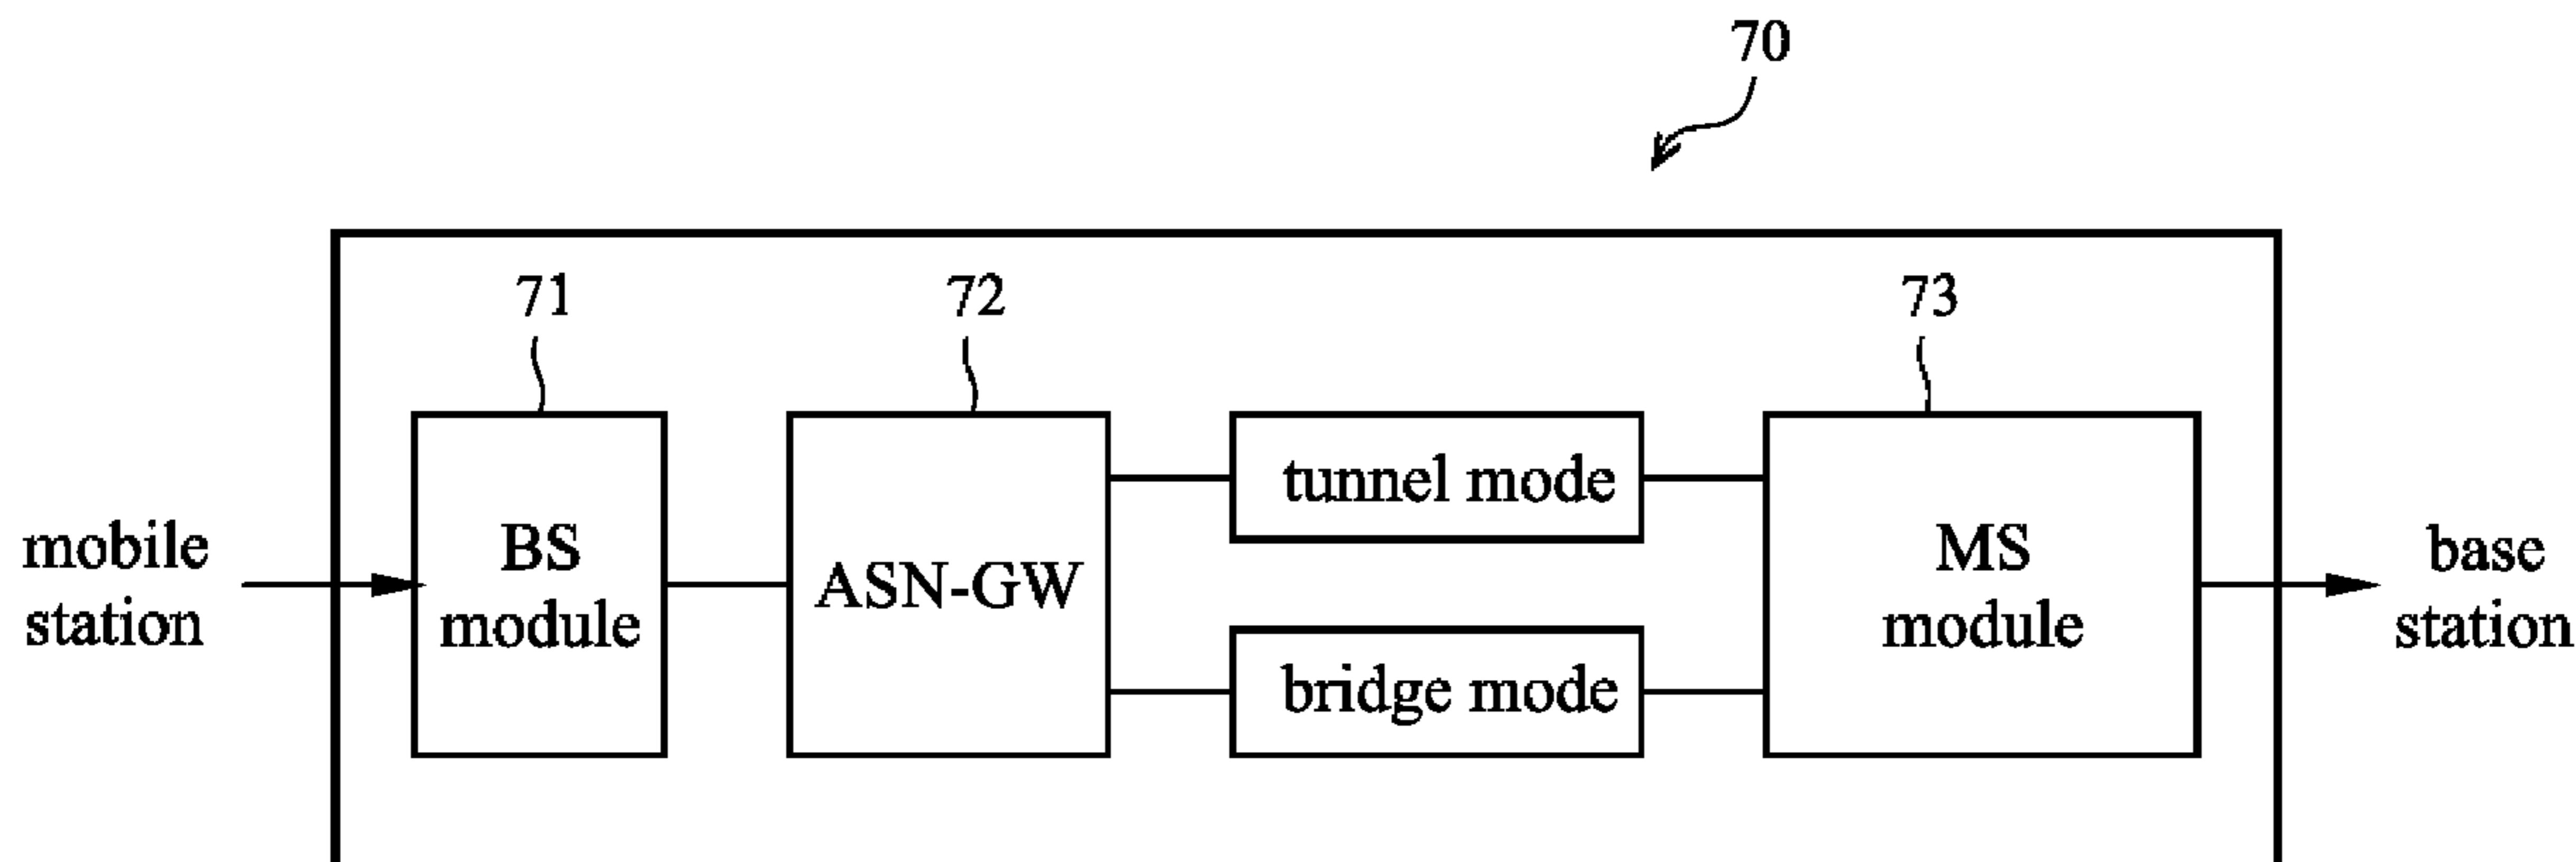 70
71
72
73
mobile
station
BS
module
ASN-GW
tunnel mode
bridge mode
MS
module
base
station